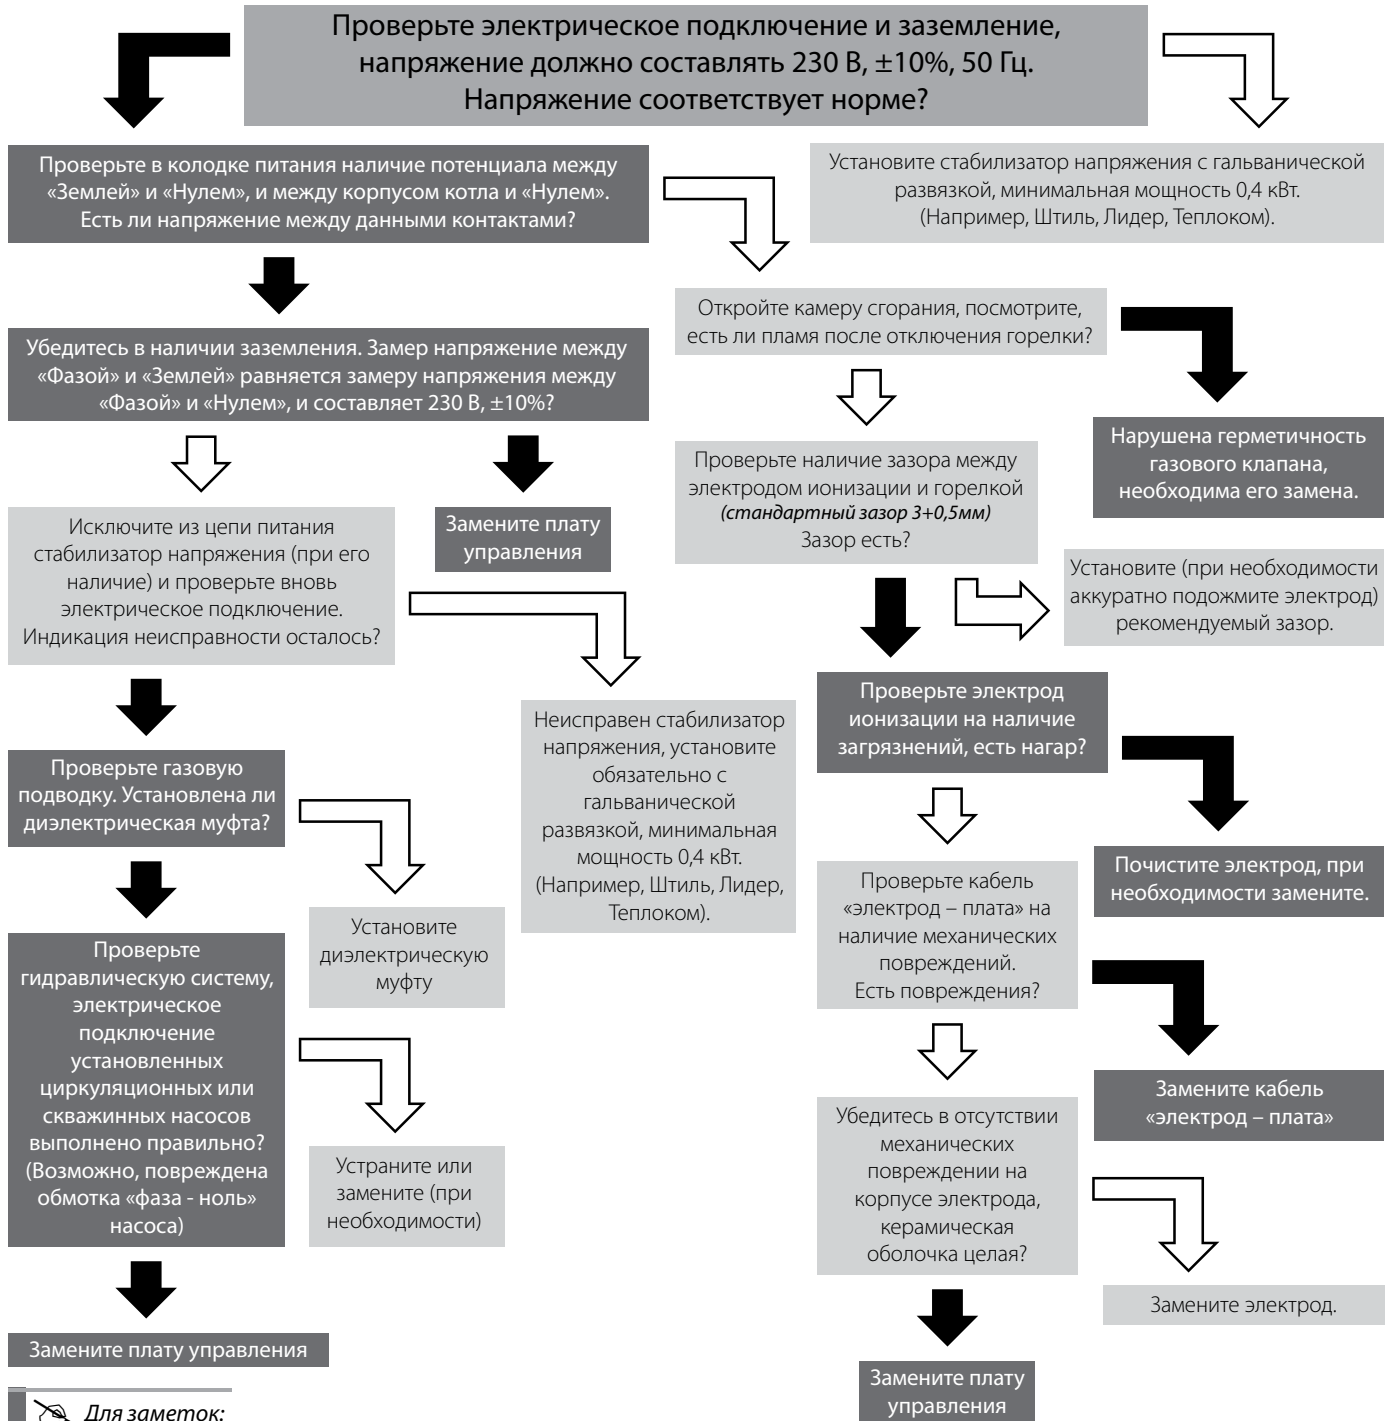 Проверьте электрическое подключение и заземление,
напряжение должно составлять 230 В, ±10%, 50 Гц.
Напряжение соответствует норме?
Проверьте в колодке питания наличие потенциала между
«Землей» и «Нулем», и между корпусом котла и «Нулем».
Есть ли напряжение между данными контактами?
Установите стабилизатор напряжения с гальванической
развязкой, минимальная мощность 0,4 кВт.
(Например, Штиль, Лидер, Теплоком).
Откройте камеру сгорания, посмотрите,
есть ли пламя после отключения горелки?
Убедитесь в наличии заземления. Замер напряжение между
«Фазой» и «Землей» равняется замеру напряжения между
«Фазой» и «Нулем», и составляет 230 В, ±10%?
Нарушена герметичность
газового клапана,
необходима его замена.
Проверьте наличие зазора между
электродом ионизации и горелкой
(стандартный зазор 3+0,5мм)
Зазор есть?
Исключите из цепи питания
стабилизатор напряжения (при его
наличие) и проверьте вновь
электрическое подключение.
Индикация неисправности осталось?
Замените плату
управления
Установите (при необходимости
аккуратно подожмите электрод)
рекомендуемый зазор.
Проверьте электрод
ионизации на наличие
загрязнений, есть нагар?
Неисправен стабилизатор
напряжения, установите
обязательно с
гальванической
развязкой, минимальная
мощность 0,4 кВт.
(Например, Штиль, Лидер,
Теплоком).
Проверьте газовую
подводку. Установлена ли
диэлектрическая муфта?
Почистите электрод, при
необходимости замените.
Проверьте кабель
«электрод – плата» на
наличие механических
повреждений.
Есть повреждения?
Установите
диэлектрическую
муфту
Проверьте
гидравлическую систему,
электрическое
подключение
установленных
циркуляционных или
скважинных насосов
выполнено правильно?
(Возможно, повреждена
обмотка «фаза - ноль»
насоса)
Замените кабель
«электрод – плата»
Убедитесь в отсутствии
механических
повреждении на
корпусе электрода,
керамическая
оболочка целая?
Устраните или
замените (при
необходимости)
Замените электрод.
Замените плату управления
Замените плату
управления
Для заметок: